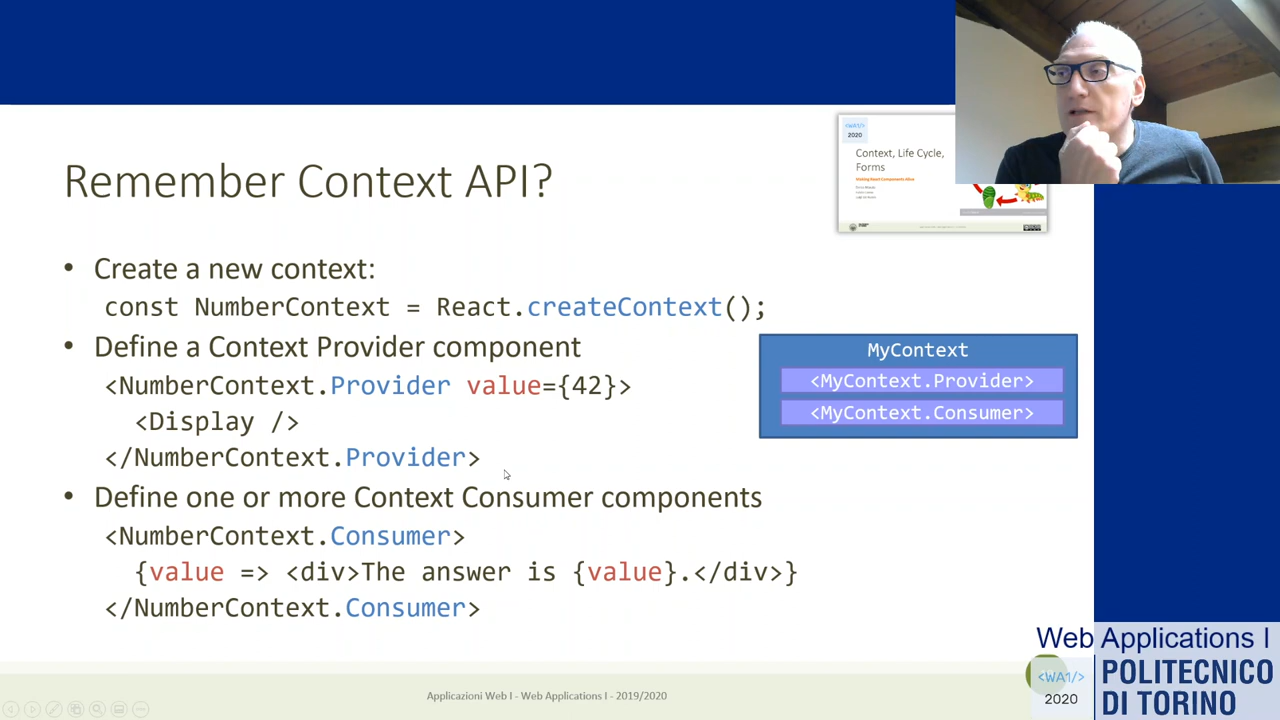 Remember Context API?
<WA1/>
2020
Context, Life Cycle,
Forms
• Create a new context:
const NumberContext = React.createContext();
• Define a Context Provider component
<NumberContext.Provider value={42}>
<Display />
</NumberContext.Provider>
MyContext
<MyContext.Provider>
<MyContext.Consumer>
• Define one or more Context Consumer components
<NumberContext.Consumer>
{value => <div>The answer is {value}.</div>}
</NumberContext.Consumer>
Applicazioni Web I - Web Applications I - 2019/2020
Web Applications I
<WA1/>
2020
POLITECNICO
DI TORINO